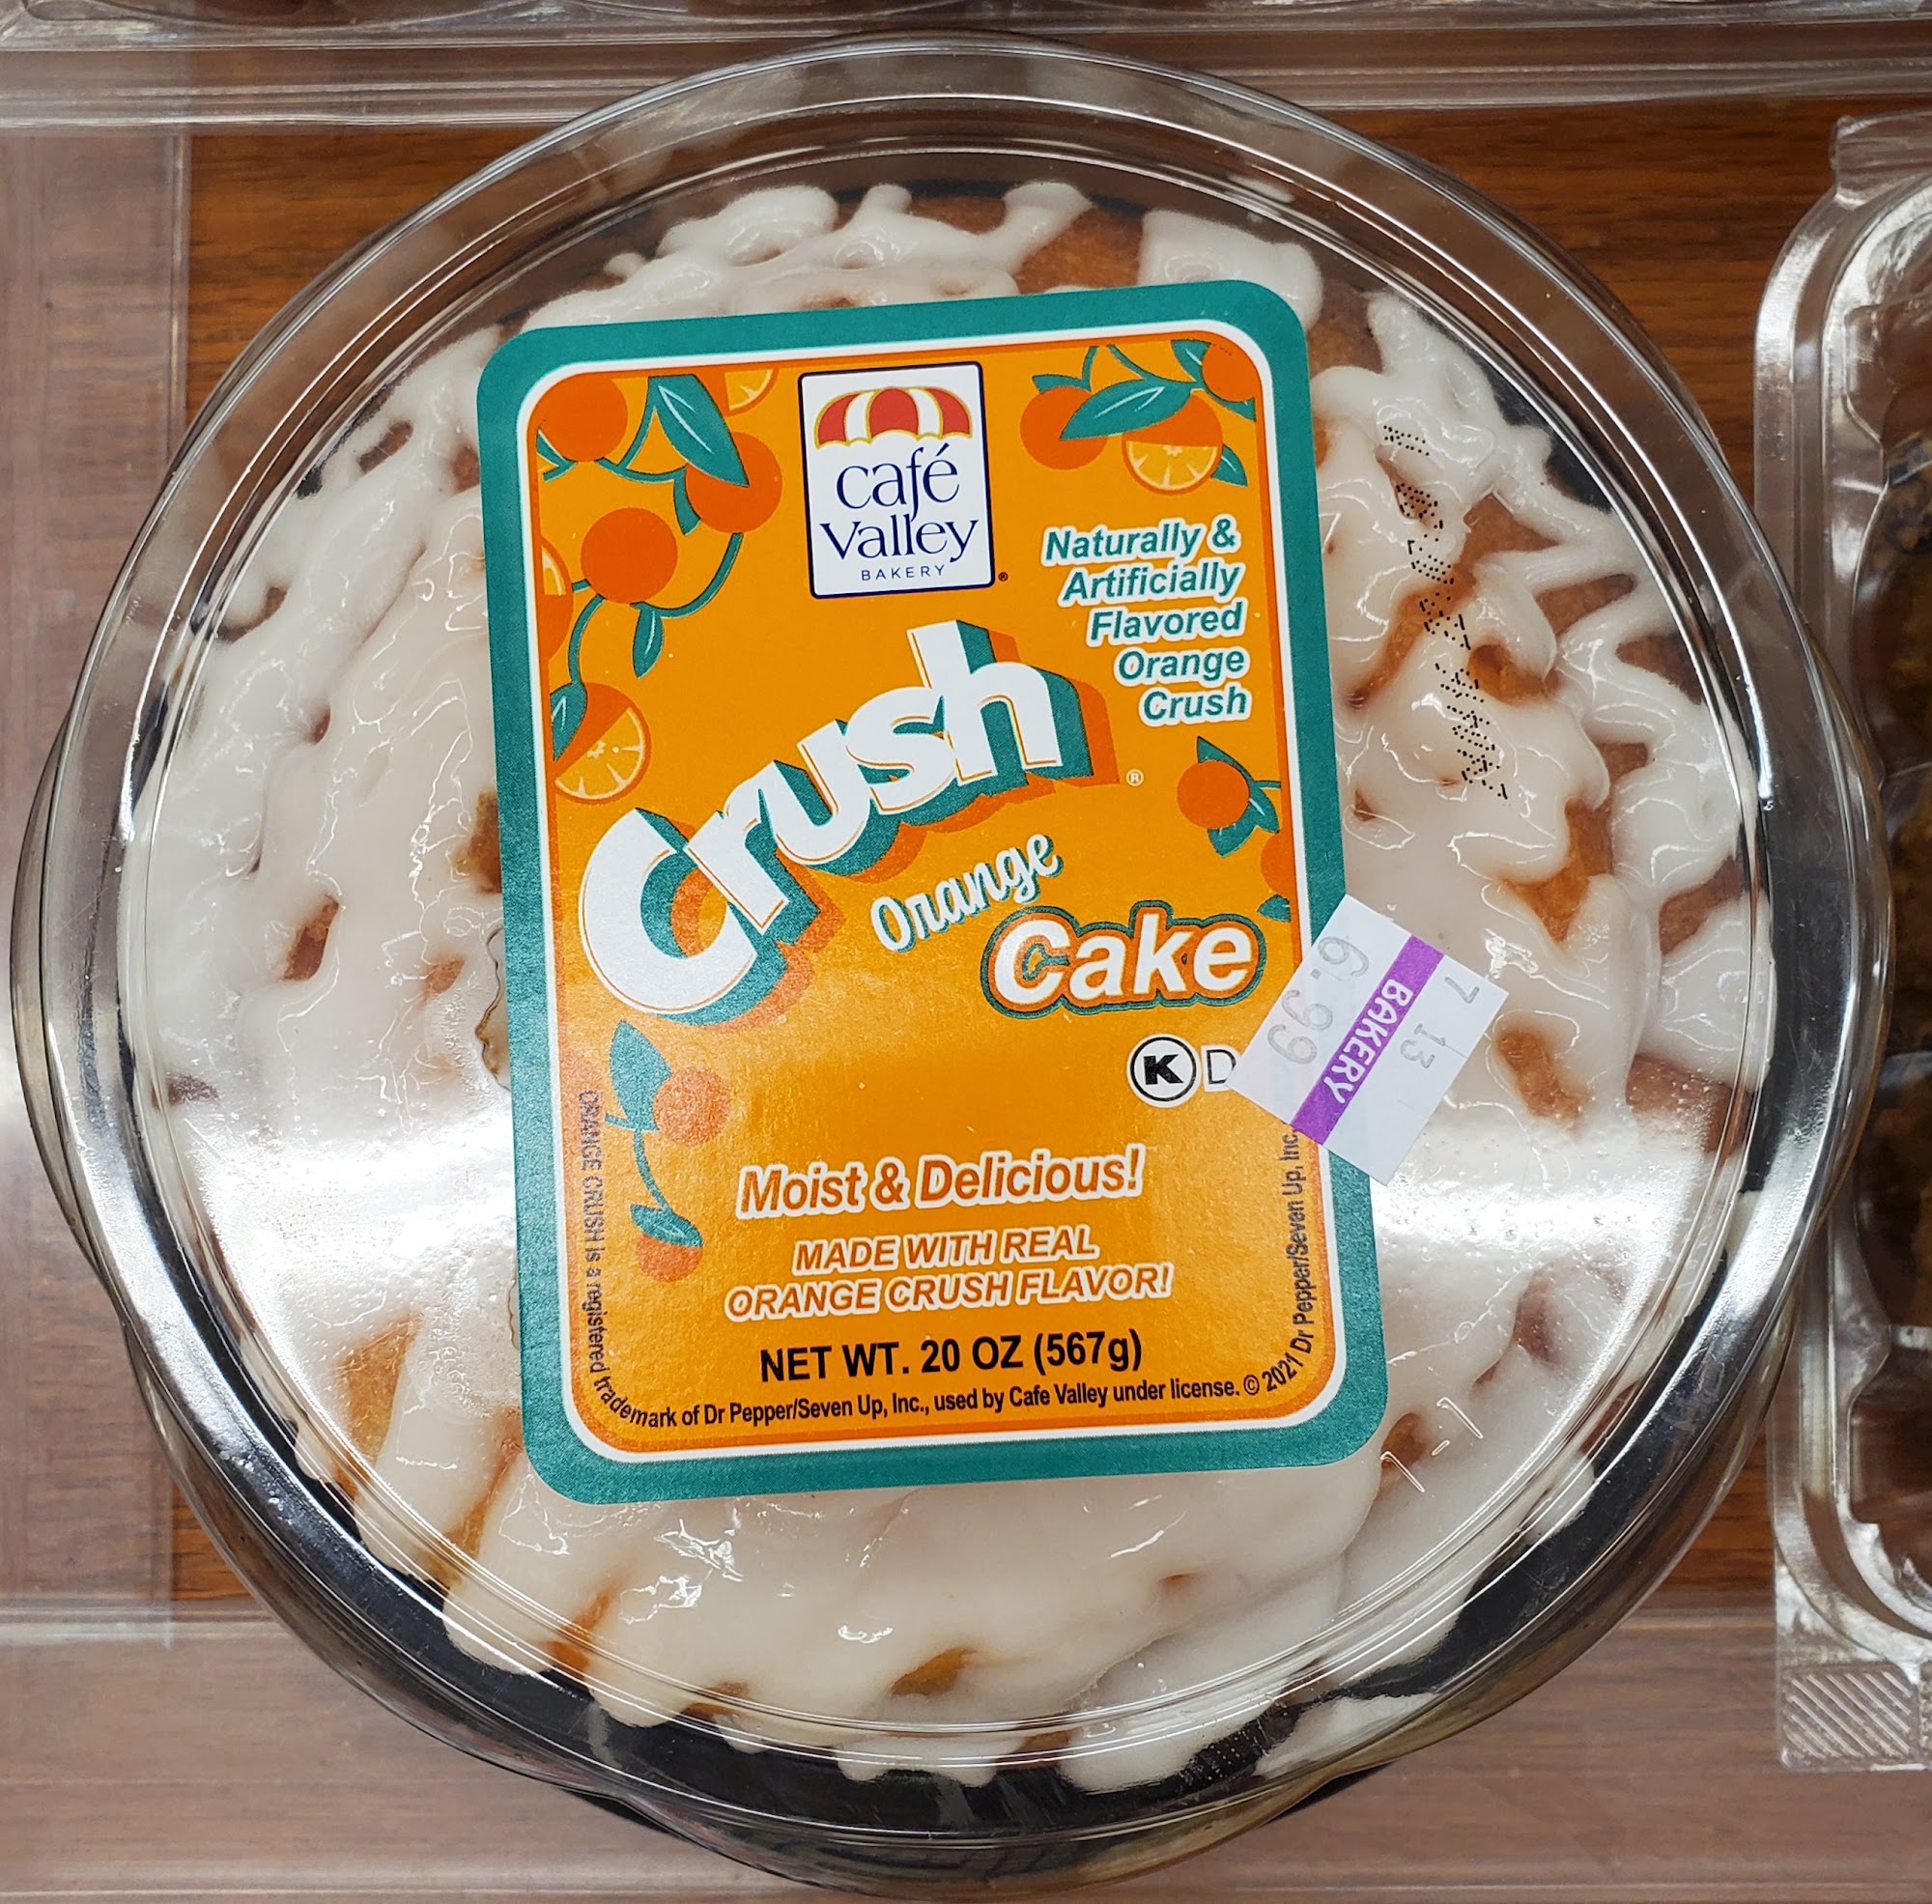 café
Valley
BAKERY
®
Naturally &
Artificially
Flavored
Orange
Crush
Crush®
Orange
Cake
K D
7 13
BAKERY
6.99
Moist & Delicious!
MADE WITH REAL
ORANGE CRUSH FLAVOR!
NET WT. 20 OZ (567g)
ORANGE CRUSH is a registered trademark of Dr Pepper/Seven Up, Inc., used by Cafe Valley under license. © 2021 Dr Pepper/Seven Up, Inc.